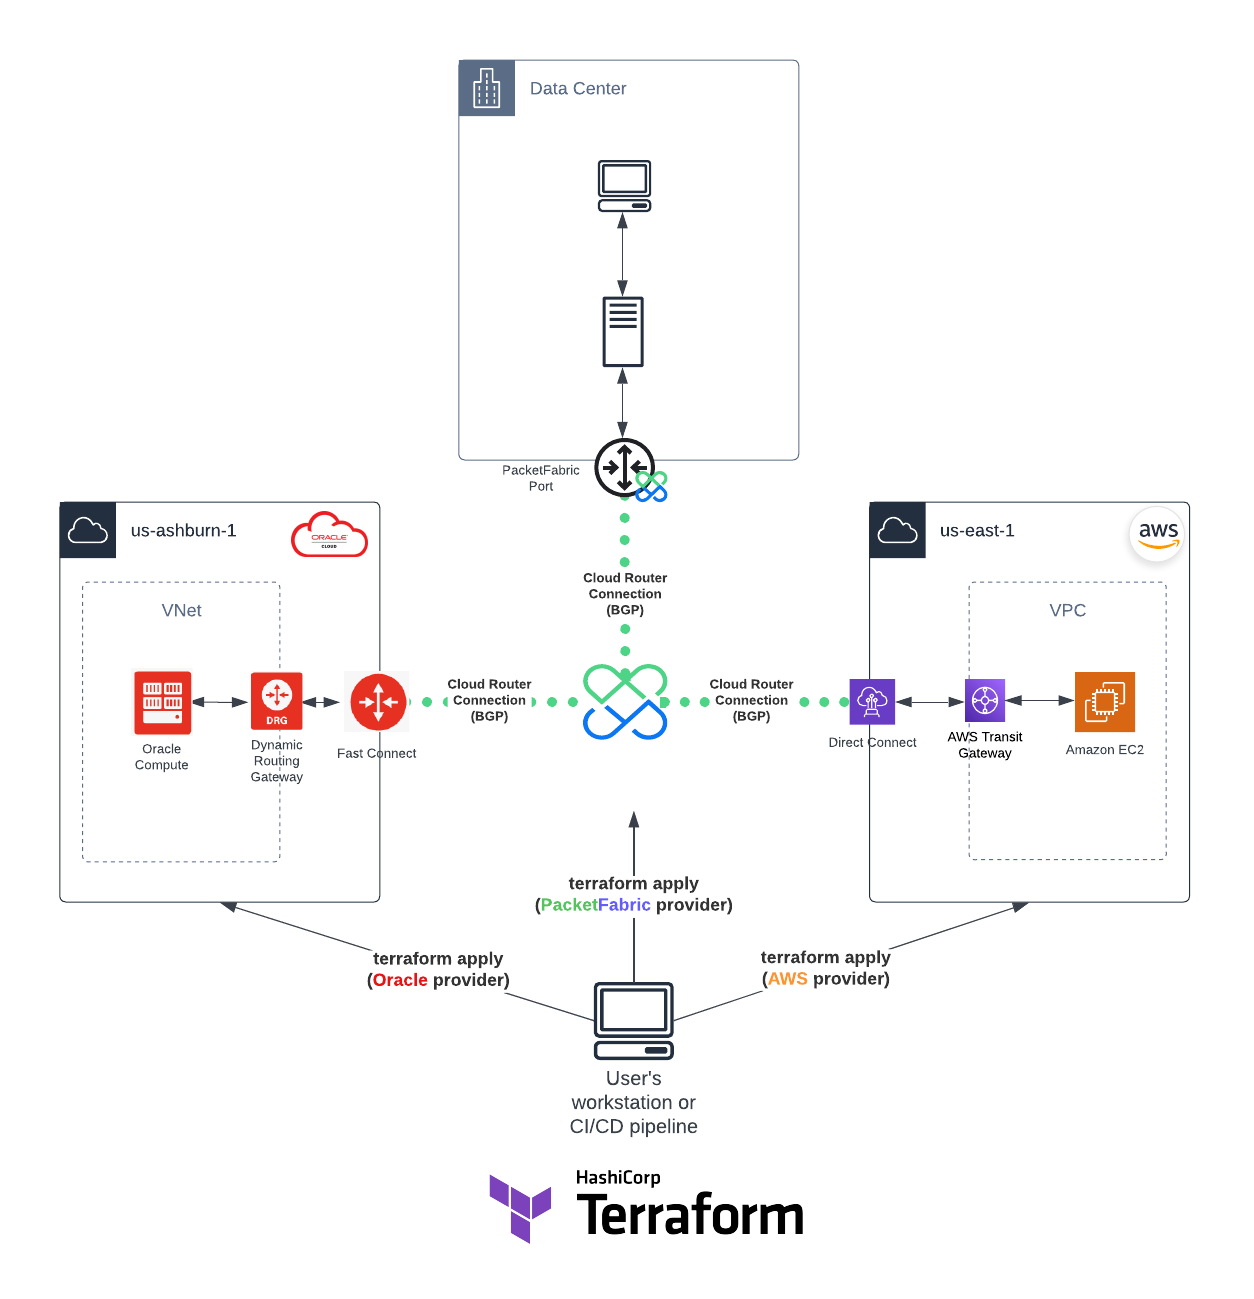 Data Center
PacketFabric
Port
us-ashburn-1
ORACLE
CLOUD
us-east-1
aws
Cloud Router
Connection
(BGP)
VNet
VPC
Cloud Router
Connection
(BGP)
Cloud Router
Connection
(BGP)
DRG
Oracle
Compute
Dynamic
Routing
Gateway
Fast Connect
Direct Connect
AWS Transit
Gateway
Amazon EC2
terraform apply
(PacketFabric provider)
terraform apply
(Oracle provider)
terraform apply
(AWS provider)
User's
workstation or
CI/CD pipeline
HashiCorp
Terraform